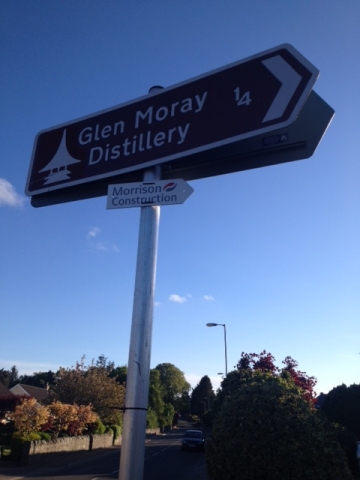 Glen Moray
Distillery
1/4
Morrison
Construction